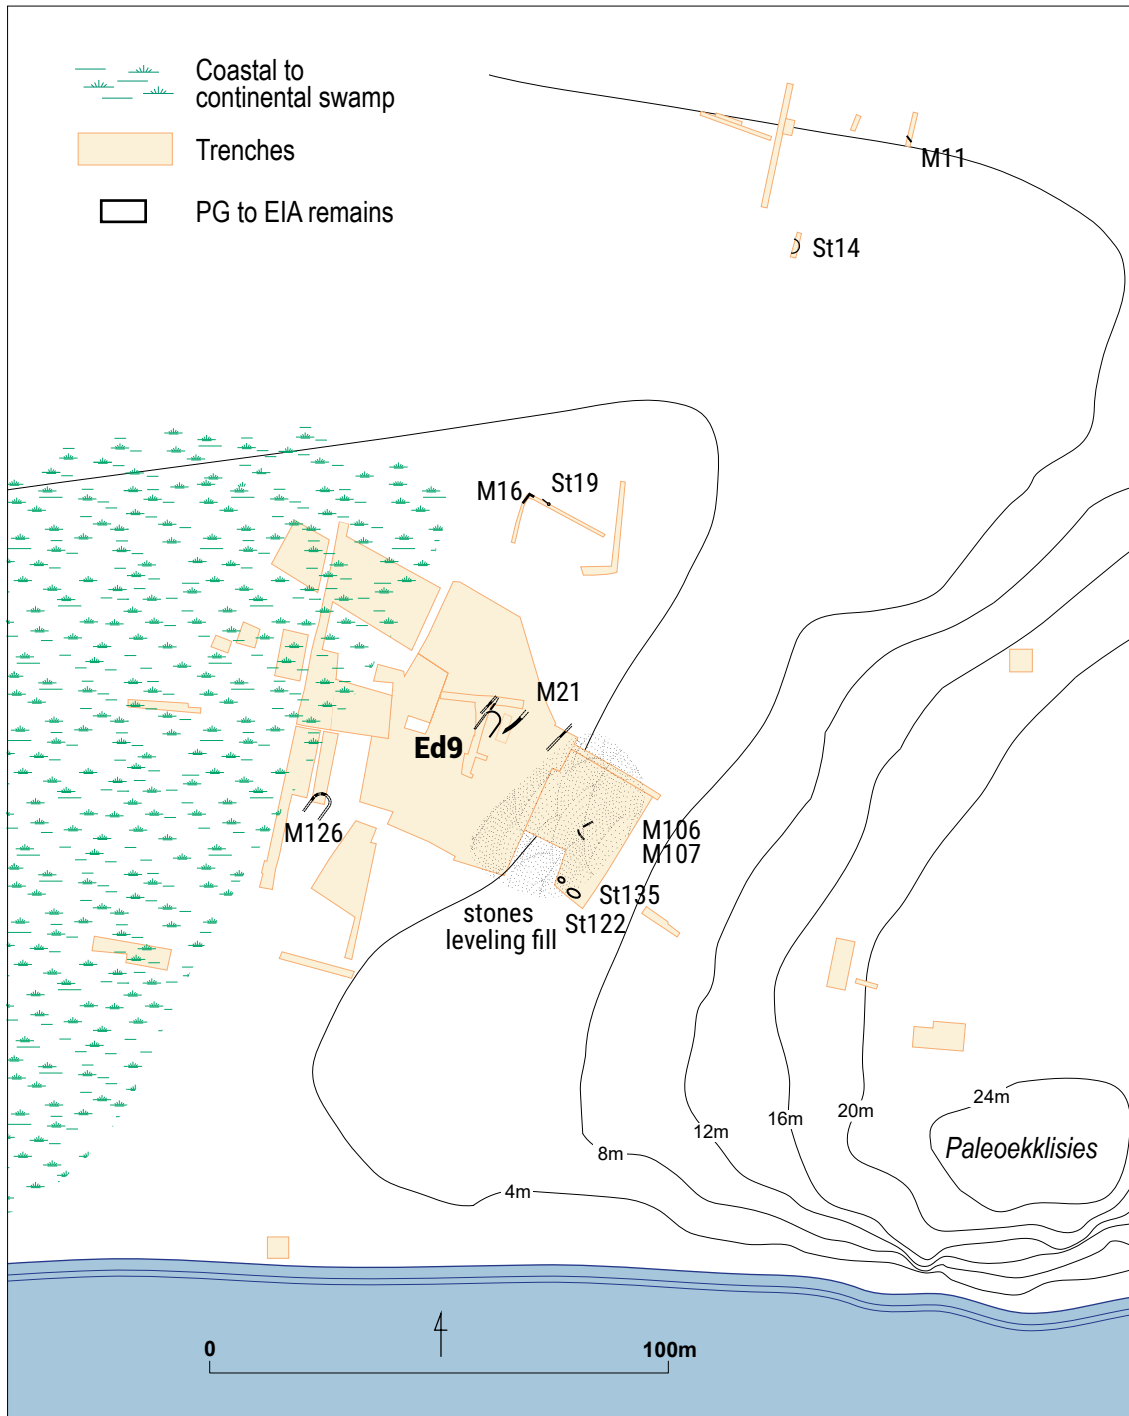 Coastal to
continental swamp
Trenches
PG to EIA remains
M11
St14
M16
St19
M21
Ed9
M126
M106
M107
St135
St122
stones
leveling fill
24m
20m
16m
12m
8m
4m
Paleoekklisies
0
100m